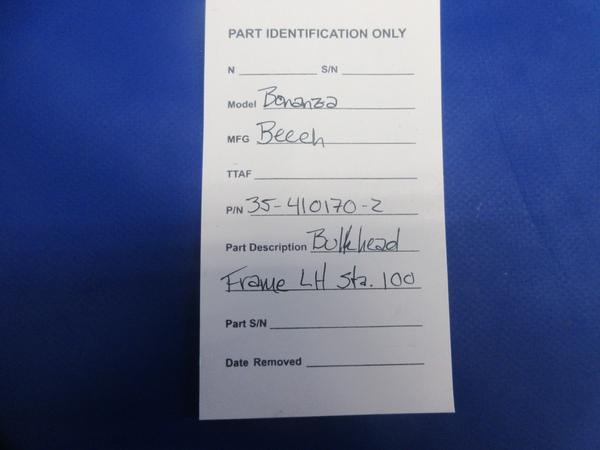 PART IDENTIFICATION ONLY
N S/N
Model Bonanza
MFG Beech
TTAF
P/N 35-410170-2
Part Description Bulkhead
Frame LH Sta. 100
Part S/N
Date Removed